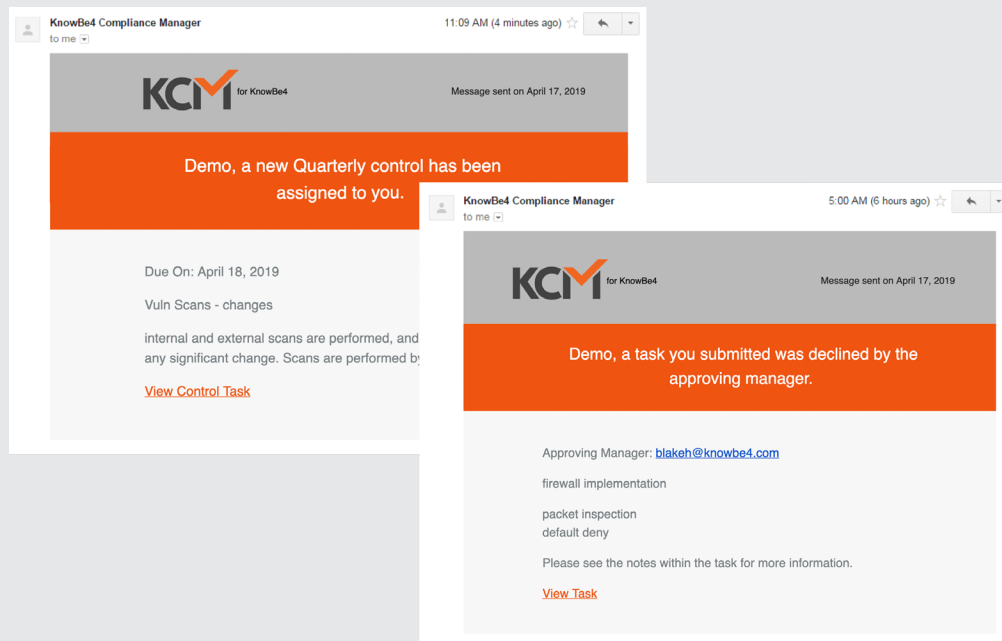 KnowBe4 Compliance Manager
11:09 AM (4 minutes ago)
to me
KCM for KnowBe4
Message sent on April 17, 2019
Demo, a new Quarterly control has been
assigned to you.
Due On: April 18, 2019
Vuln Scans - changes
internal and external scans are performed, and
any significant change. Scans are performed by
View Control Task
KnowBe4 Compliance Manager
5:00 AM (6 hours ago)
to me
KCM for KnowBe4
Message sent on April 17, 2019
Demo, a task you submitted was declined by the
approving manager.
Approving Manager: blakeh@knowbe4.com
firewall implementation
packet inspection
default deny
Please see the notes within the task for more information.
View Task